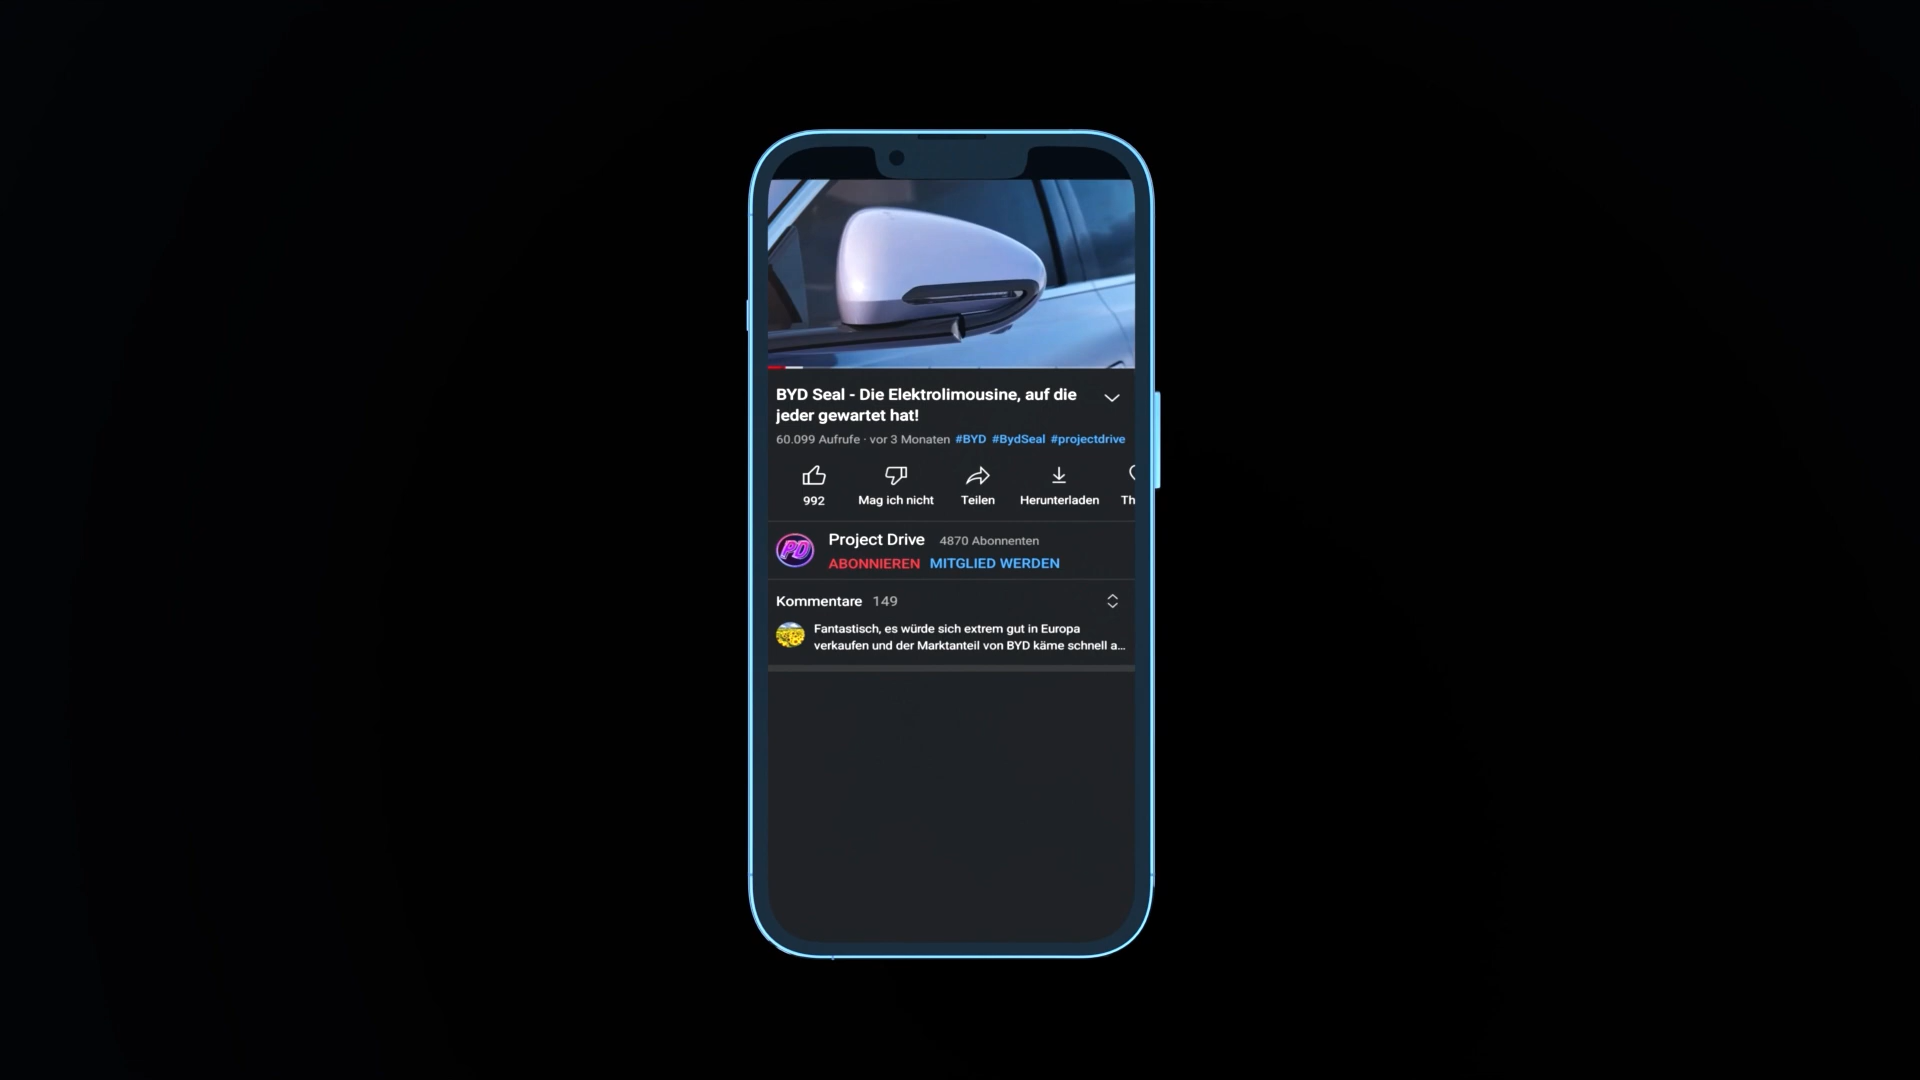 BYD Seal - Die Elektrolimousine, auf die
jeder gewartet hat!
60.099 Aufrufe · vor 3 Monaten #BYD #BydSeal #projectdrive
992 Mag ich nicht Teilen Herunterladen Th
PD
Project Drive 4870 Abonnenten
ABONNIEREN MITGLIED WERDEN
Kommentare 149
Fantastisch, es würde sich extrem gut in Europa
verkaufen und der Marktanteil von BYD käme schnell a...